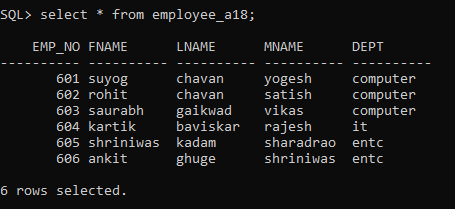 SQL> select * from employee_a18;
EMP_NO FNAME LNAME MNAME DEPT
---------- ---------- ---------- ---------- ----------
601 suyog chavan yogesh computer
602 rohit chavan satish computer
603 saurabh gaikwad vikas computer
604 kartik baviskar rajesh it
605 shriniwas kadam sharadrao entc
606 ankit ghuge shriniwas entc
6 rows selected.